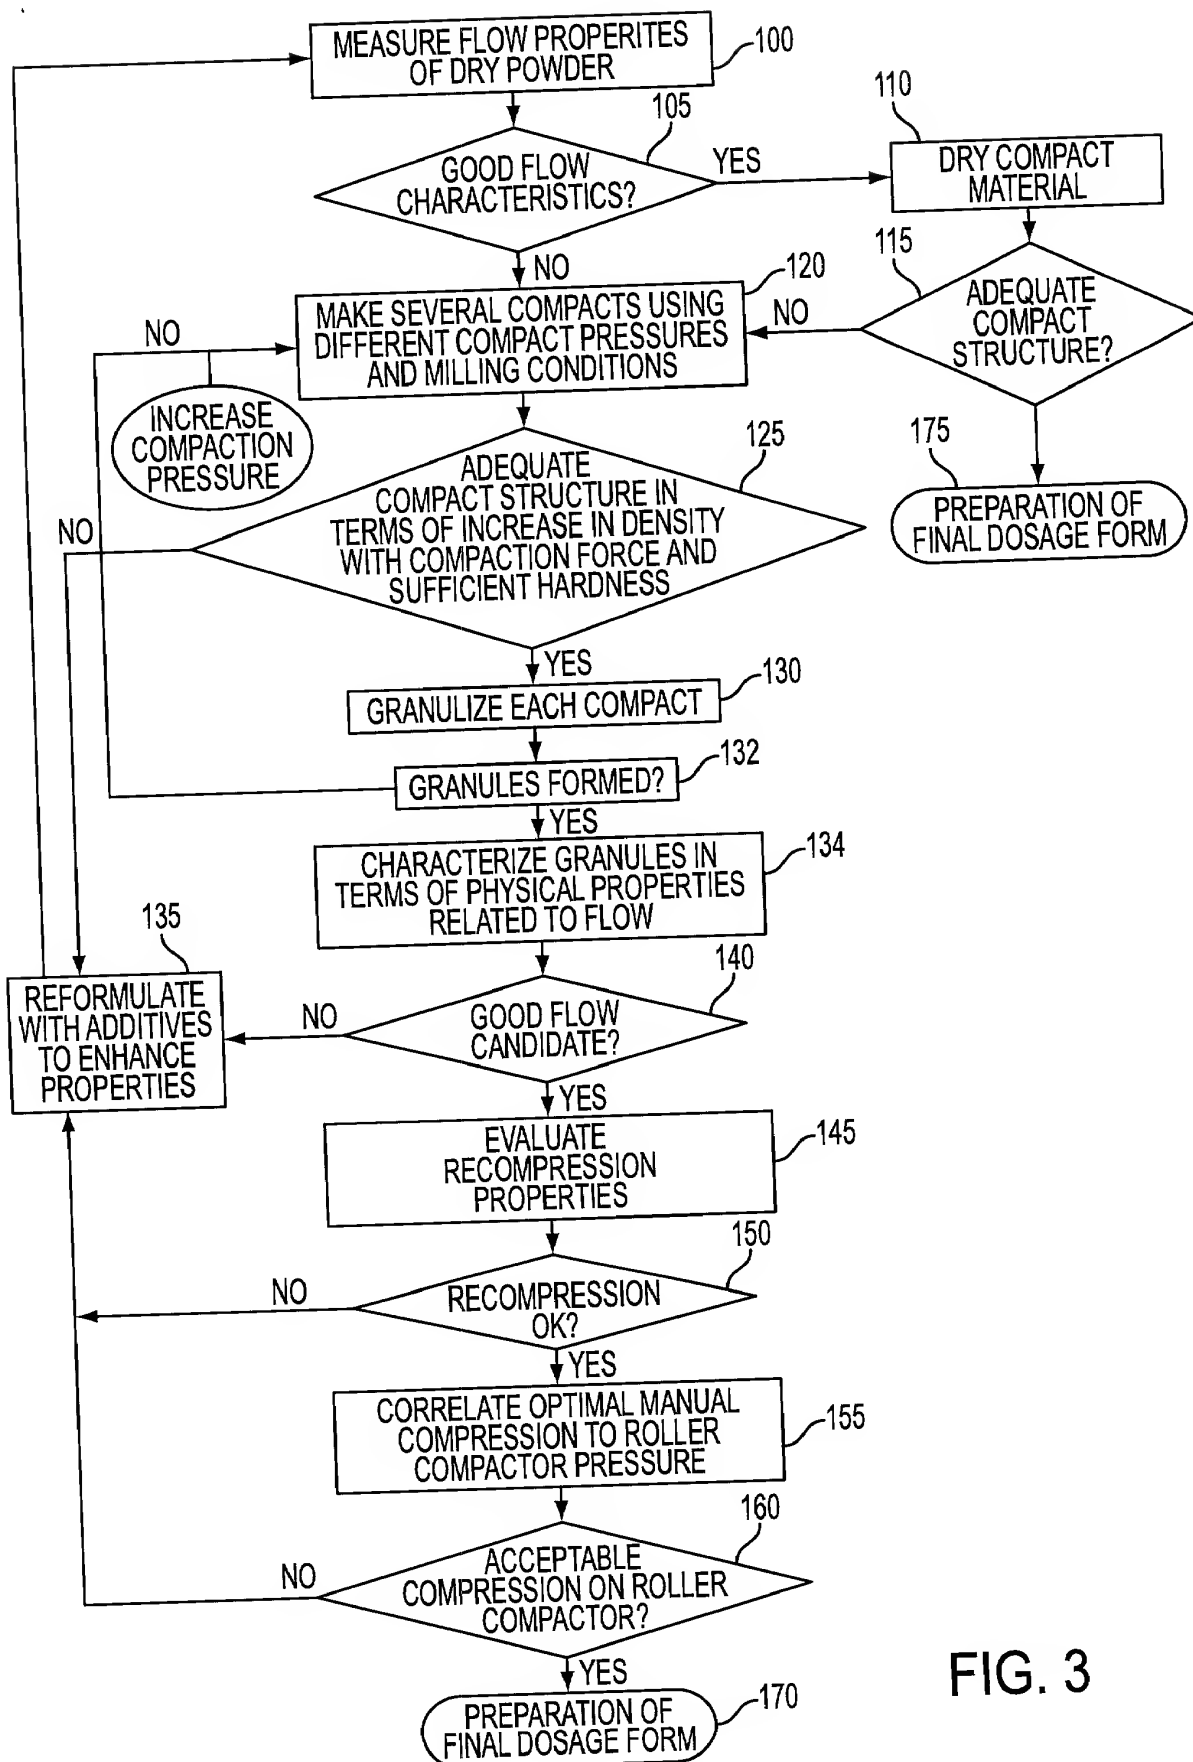 MEASURE FLOW PROPERITES
OF DRY POWDER
100
105
GOOD FLOW
CHARACTERISTICS?
YES
110
DRY COMPACT
MATERIAL
NO
115
ADEQUATE
COMPACT
STRUCTURE?
NO
120
MAKE SEVERAL COMPACTS USING
DIFFERENT COMPACT PRESSURES
AND MILLING CONDITIONS
NO
INCREASE
COMPACTION
PRESSURE
175
PREPARATION OF
FINAL DOSAGE FORM
125
ADEQUATE
COMPACT STRUCTURE IN
TERMS OF INCREASE IN DENSITY
WITH COMPACTION FORCE AND
SUFFICIENT HARDNESS
NO
YES
130
GRANULIZE EACH COMPACT
132
GRANULES FORMED?
YES
134
CHARACTERIZE GRANULES IN
TERMS OF PHYSICAL PROPERTIES
RELATED TO FLOW
135
REFORMULATE
WITH ADDITIVES
TO ENHANCE
PROPERTIES
140
GOOD FLOW
CANDIDATE?
NO
YES
145
EVALUATE
RECOMPRESSION
PROPERTIES
150
RECOMPRESSION
OK?
NO
YES
155
CORRELATE OPTIMAL MANUAL
COMPRESSION TO ROLLER
COMPACTOR PRESSURE
160
ACCEPTABLE
COMPRESSION ON ROLLER
COMPACTOR?
NO
YES
170
PREPARATION OF
FINAL DOSAGE FORM
FIG. 3